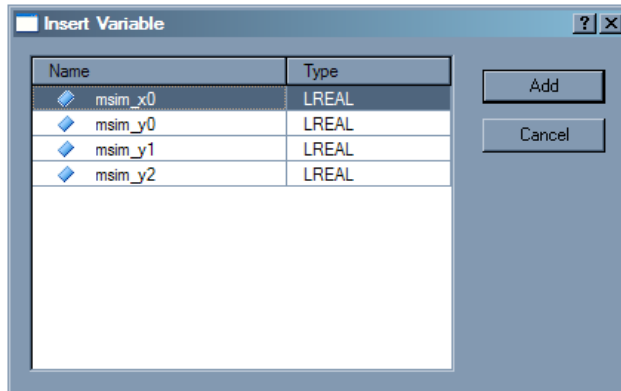 Insert Variable
Name Type
msim_x0 LREAL
msim_y0 LREAL
msim_y1 LREAL
msim_y2 LREAL
Add
Cancel